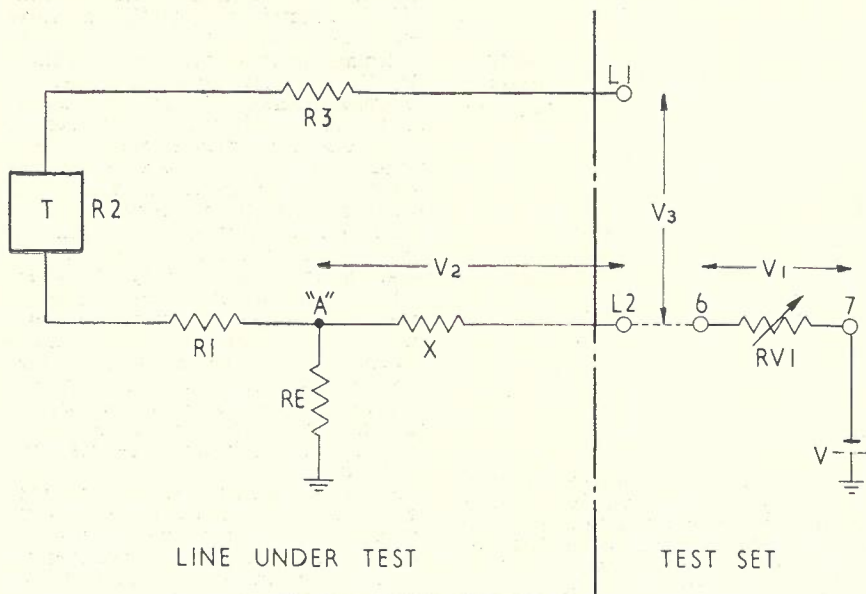 L1
R3
T R2
V3
V2
V1
"A"
L2
6
7
R1
X
RV1
RE
V
LINE UNDER TEST
TEST SET